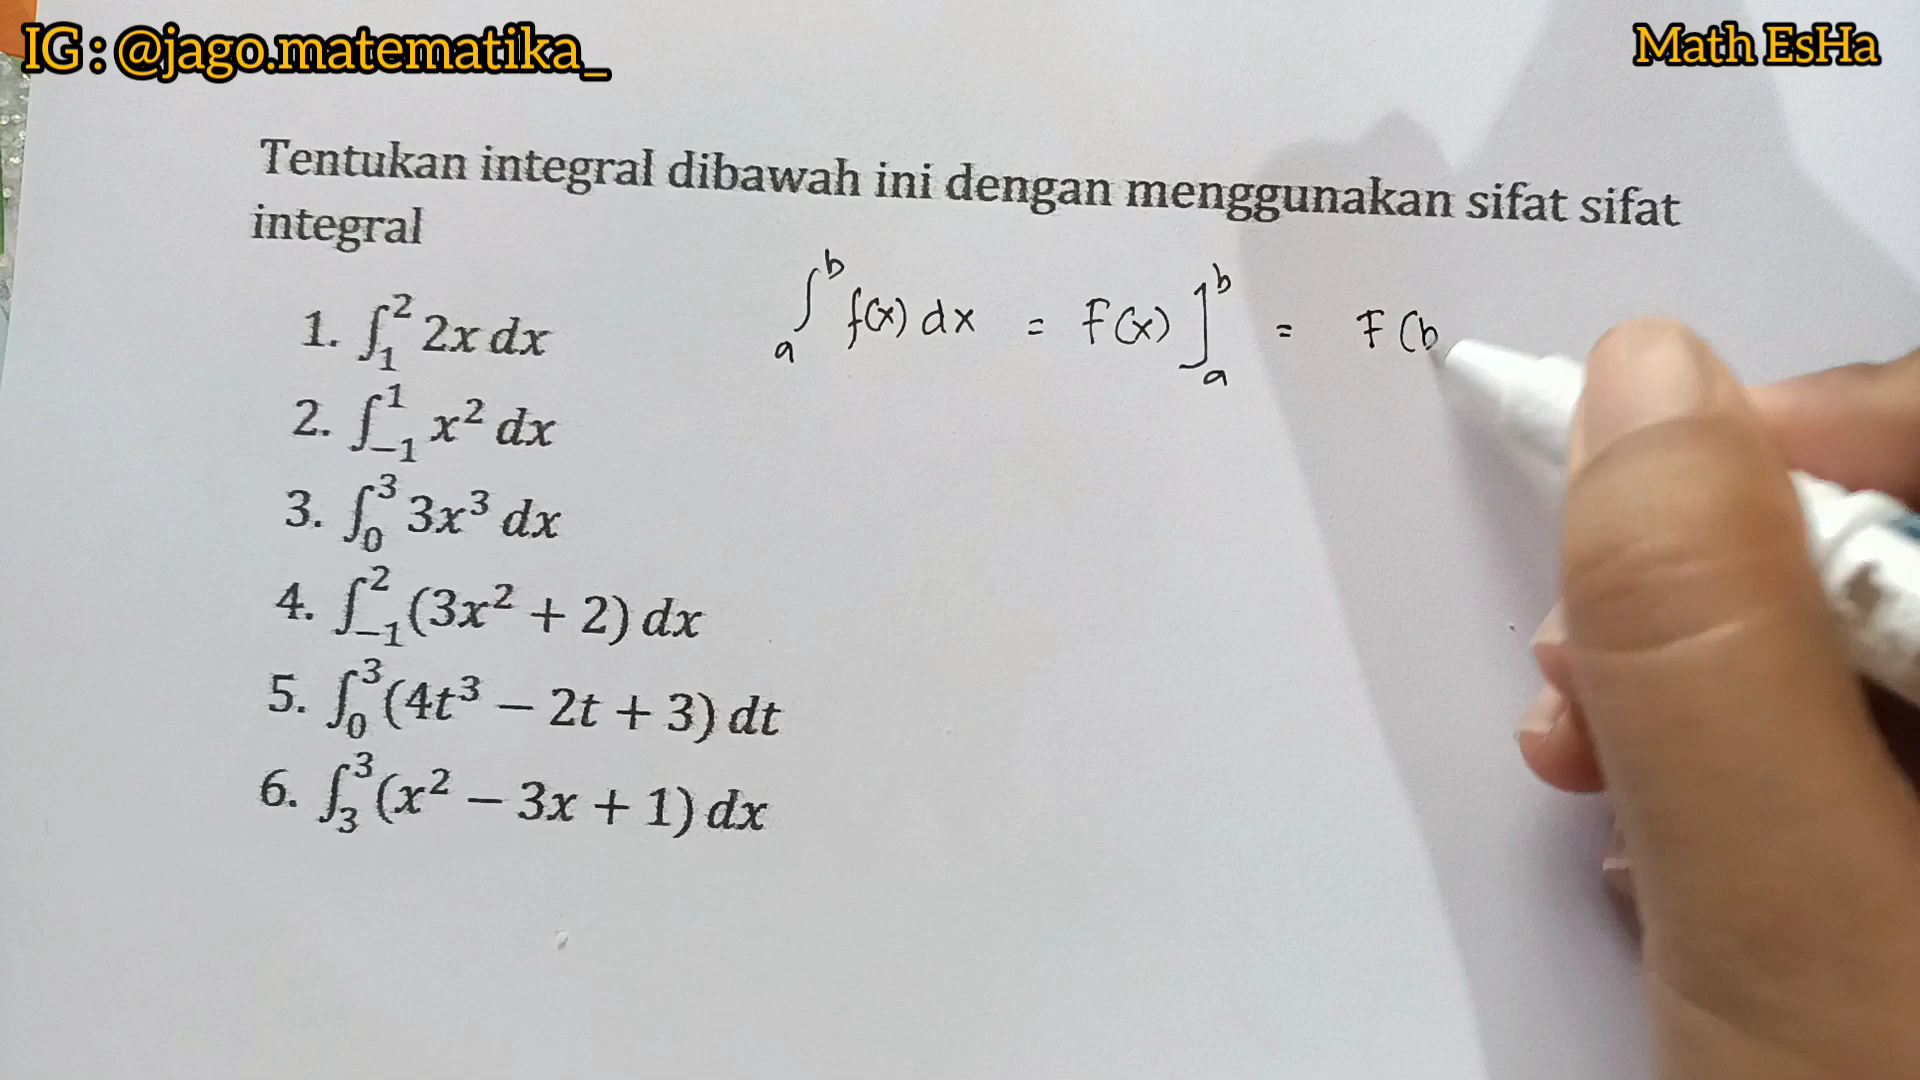 IG : @jago.matematika_
Math EsHa
Tentukan integral dibawah ini dengan menggunakan sifat sifat
integral
∫ₐᵇ f(x) dx = F(x) ]ₐᵇ = F(b
1. ∫₁² 2x dx
2. ∫₋₁¹ x² dx
3. ∫₀³ 3x³ dx
4. ∫₋₁² (3x² + 2) dx
5. ∫₀³ (4t³ − 2t + 3) dt
6. ∫₃³ (x² − 3x + 1) dx